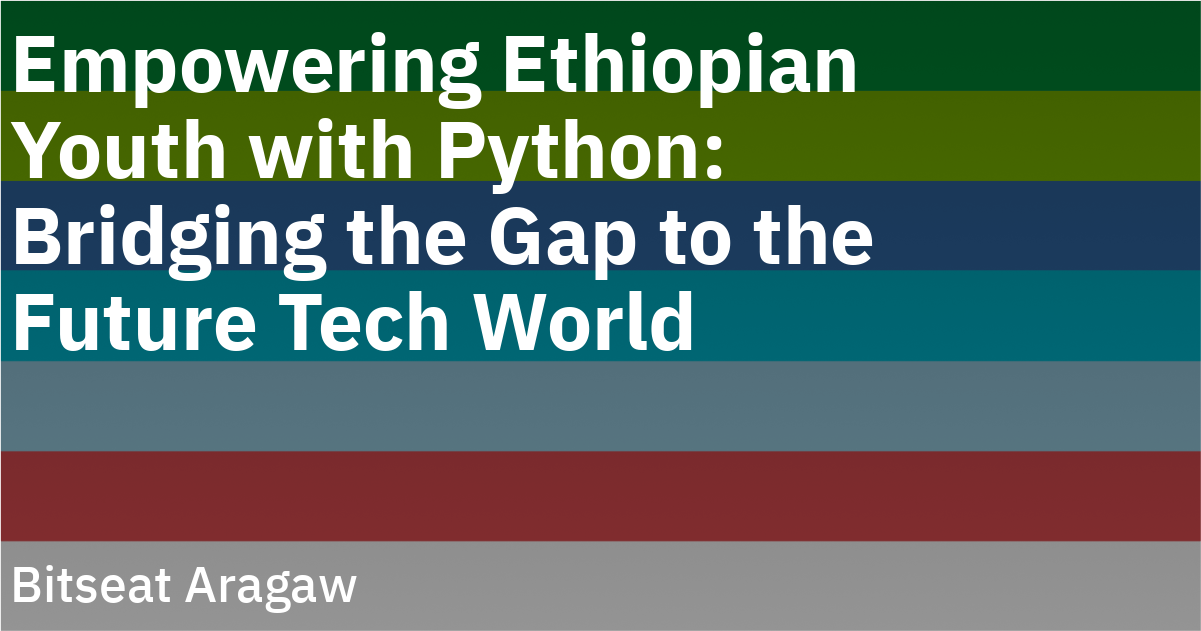 Empowering Ethiopian
Youth with Python:
Bridging the Gap to the
Future Tech World
Bitseat Aragaw